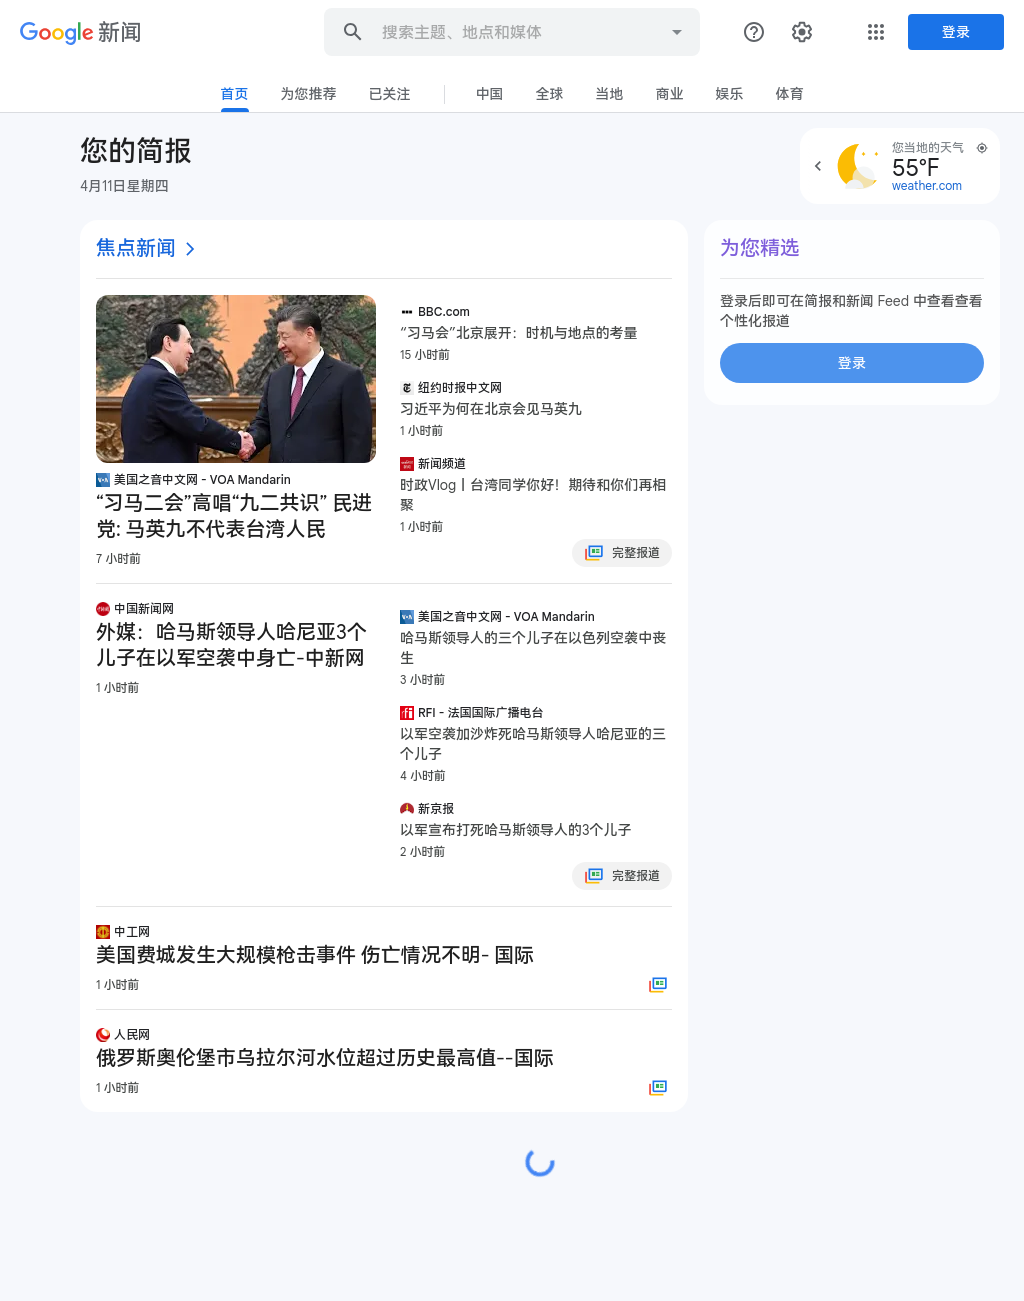 Google 新闻
搜索主题、地点和媒体
登录
首页
为您推荐
已关注
中国
全球
当地
商业
娱乐
体育
您的简报
4月11日星期四
您当地的天气
55°F
weather.com
焦点新闻
美国之音中文网 - VOA Mandarin
“习马二会”高唱“九二共识” 民进
党: 马英九不代表台湾人民
7 小时前
BBC.com
“习马会”北京展开：时机与地点的考量
15 小时前
纽约时报中文网
习近平为何在北京会见马英九
1 小时前
新闻频道
时政Vlog丨台湾同学你好！期待和你们再相
聚
1 小时前
完整报道
中国新闻网
外媒：哈马斯领导人哈尼亚3个
儿子在以军空袭中身亡-中新网
1 小时前
美国之音中文网 - VOA Mandarin
哈马斯领导人的三个儿子在以色列空袭中丧
生
3 小时前
RFI - 法国国际广播电台
以军空袭加沙炸死哈马斯领导人哈尼亚的三
个儿子
4 小时前
新京报
以军宣布打死哈马斯领导人的3个儿子
2 小时前
完整报道
中工网
美国费城发生大规模枪击事件 伤亡情况不明- 国际
1 小时前
人民网
俄罗斯奥伦堡市乌拉尔河水位超过历史最高值--国际
1 小时前
为您精选
登录后即可在简报和新闻 Feed 中查看查看
个性化报道
登录